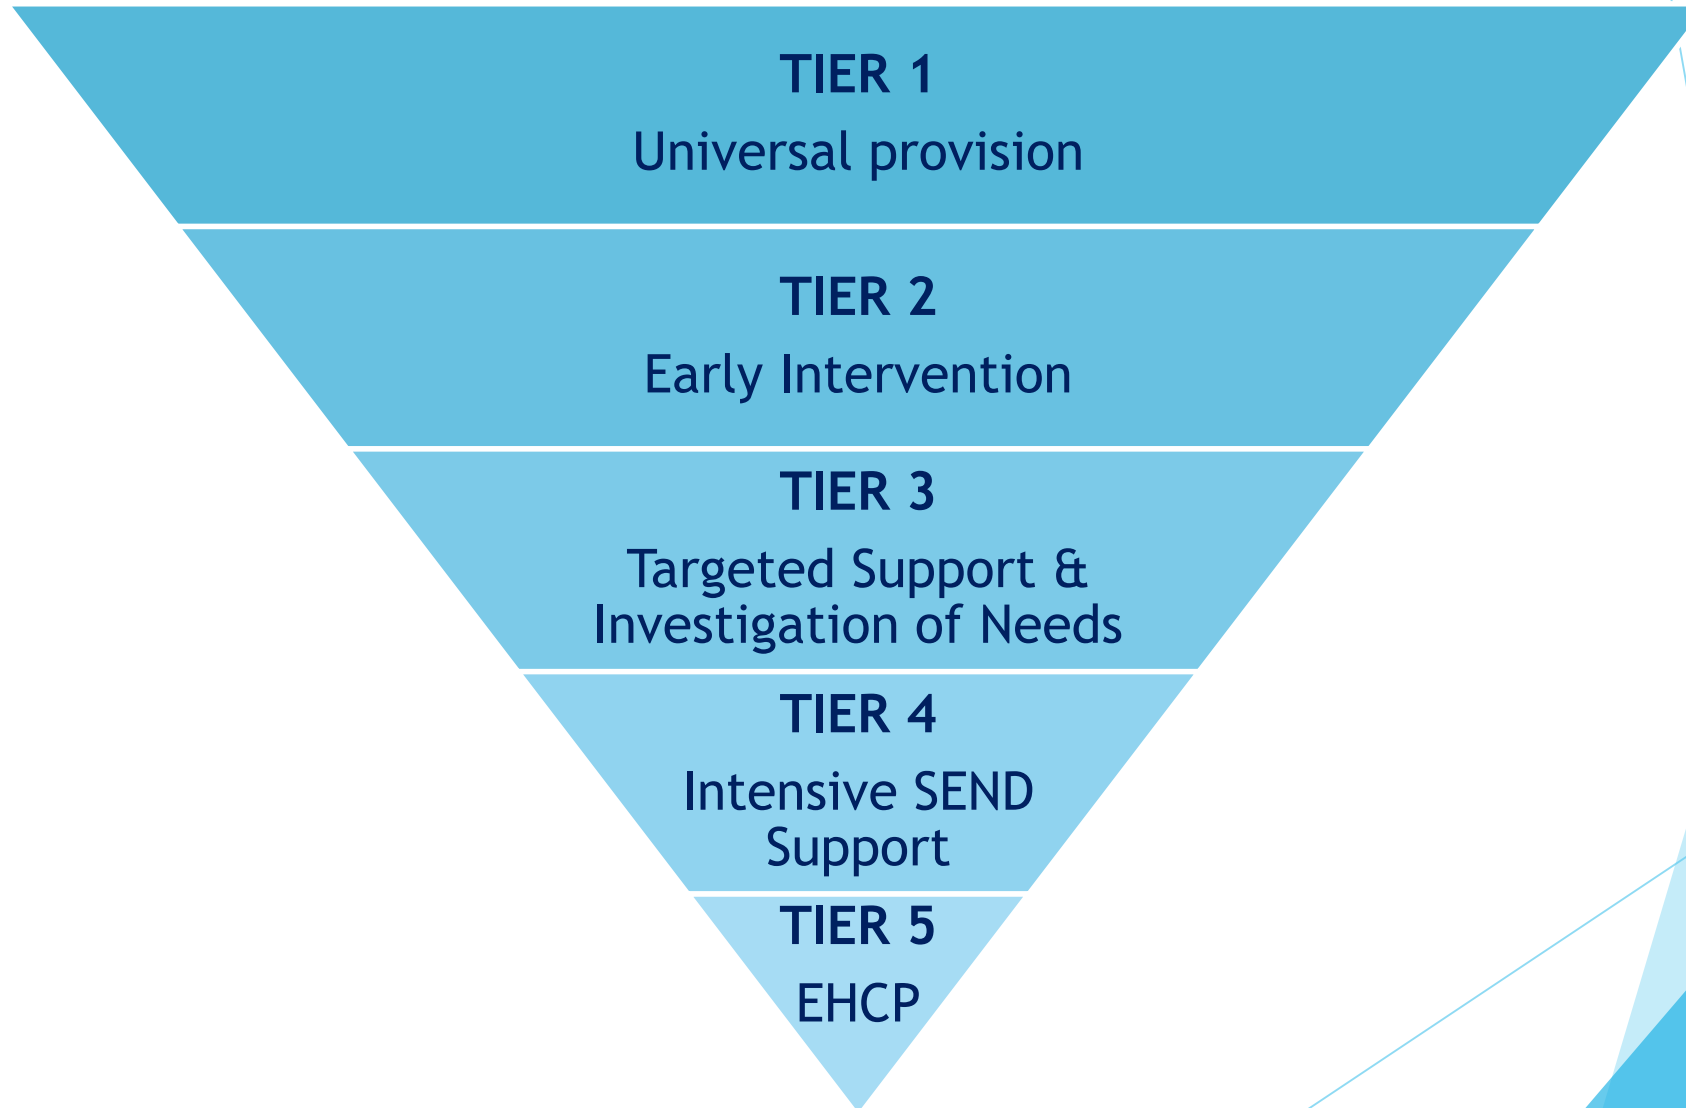 TIER 1
Universal provision
TIER 2
Early Intervention
TIER 3
Targeted Support &
Investigation of Needs
TIER 4
Intensive SEND
Support
TIER 5
EHCP